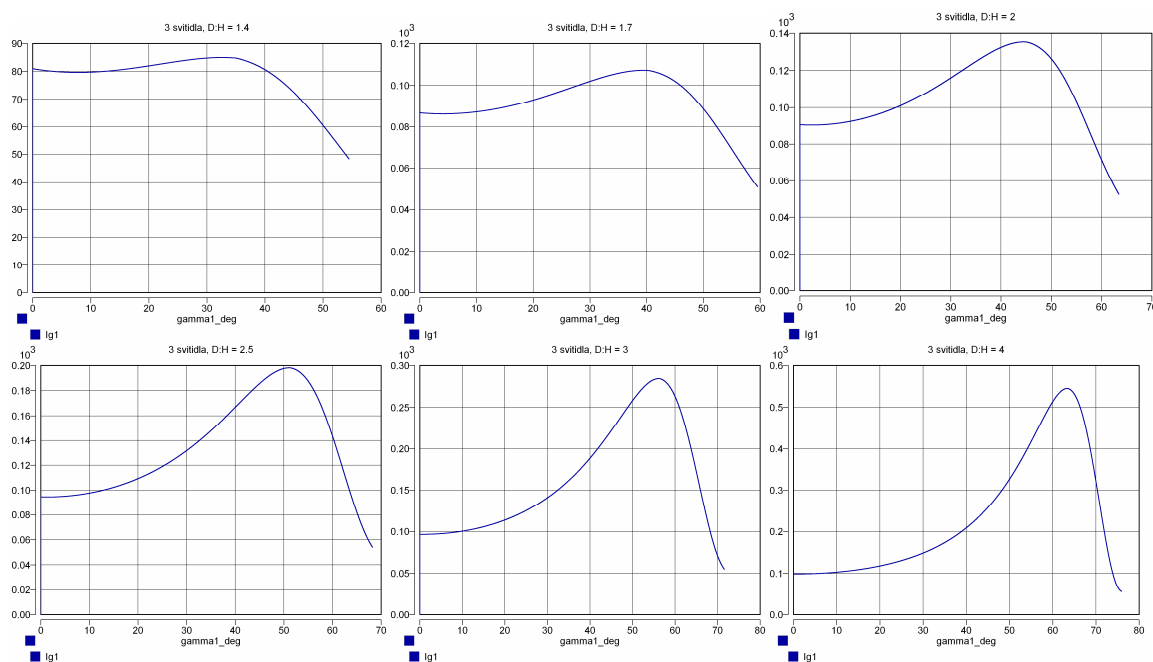 3 svitidla, D:H = 1.4
90
80
70
60
50
40
30
20
10
0
0 10 20 30 40 50 60
gamma1_deg
Ig1
3 svitidla, D:H = 1.7
10³
0.12
0.10
0.08
0.06
0.04
0.02
0.00
0 10 20 30 40 50 60
gamma1_deg
Ig1
3 svitidla, D:H = 2
10³
0.14
0.12
0.10
0.08
0.06
0.04
0.02
0.00
0 10 20 30 40 50 60 70
gamma1_deg
Ig1
3 svitidla, D:H = 2.5
10³
0.20
0.18
0.16
0.14
0.12
0.10
0.08
0.06
0.04
0.02
0.00
0 10 20 30 40 50 60 70
gamma1_deg
Ig1
3 svitidla, D:H = 3
10³
0.30
0.25
0.20
0.15
0.10
0.05
0.00
0 10 20 30 40 50 60 70 80
gamma1_deg
Ig1
3 svitidla, D:H = 4
10³
0.6
0.5
0.4
0.3
0.2
0.1
0.0
0 10 20 30 40 50 60 70 80
gamma1_deg
Ig1